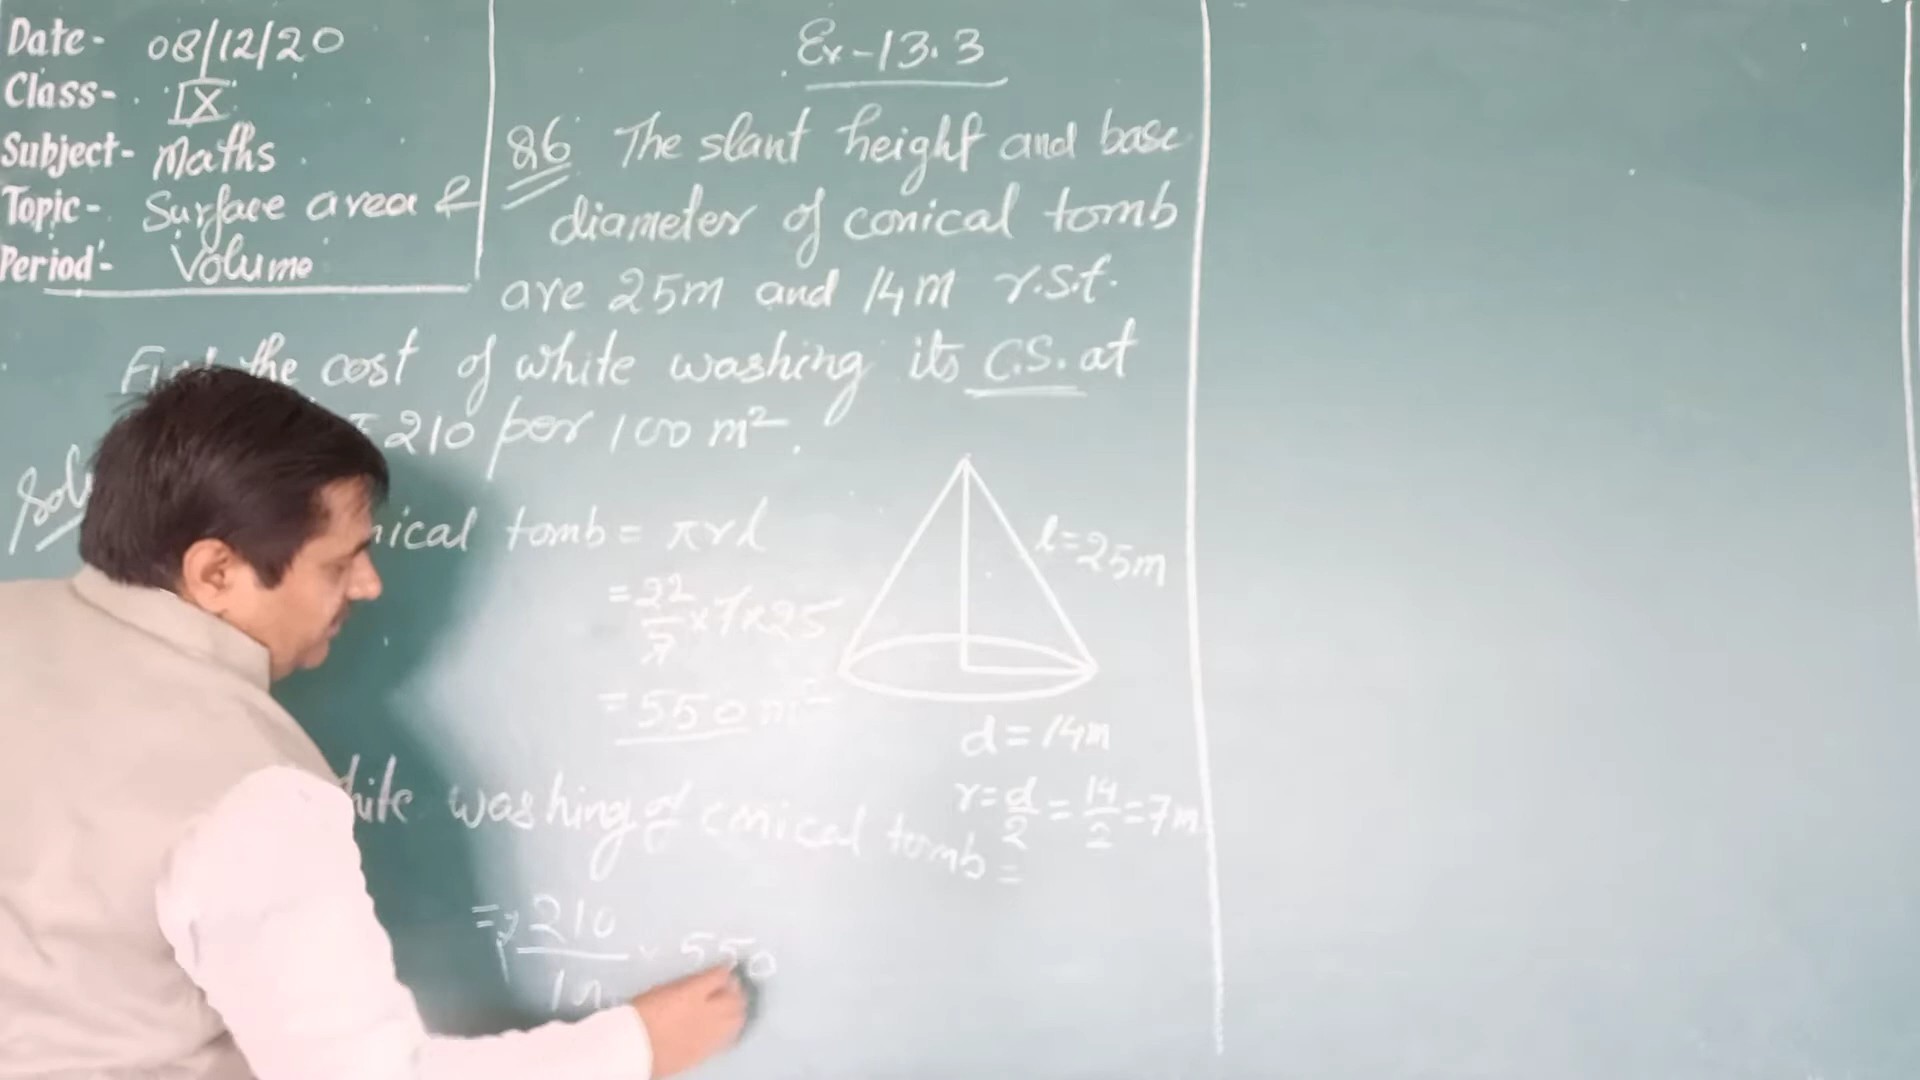 Date- 08/12/20
Class- IX
Subject- Maths
Topic- Surface area &
Period- Volume
Ex-13.3
Q6 The slant height and base
diameter of conical tomb
are 25m and 14m r.s.t.
the cost of white washing its C.S. at
210 per 100 m².
Sol
nical tomb = πrl
= 22/7 × 7 × 25
= 550 m²
l = 25m
d = 14m
r = d/2 = 14/2 = 7m
hite washing of conical tomb =
= ₹ 210/10 × 550